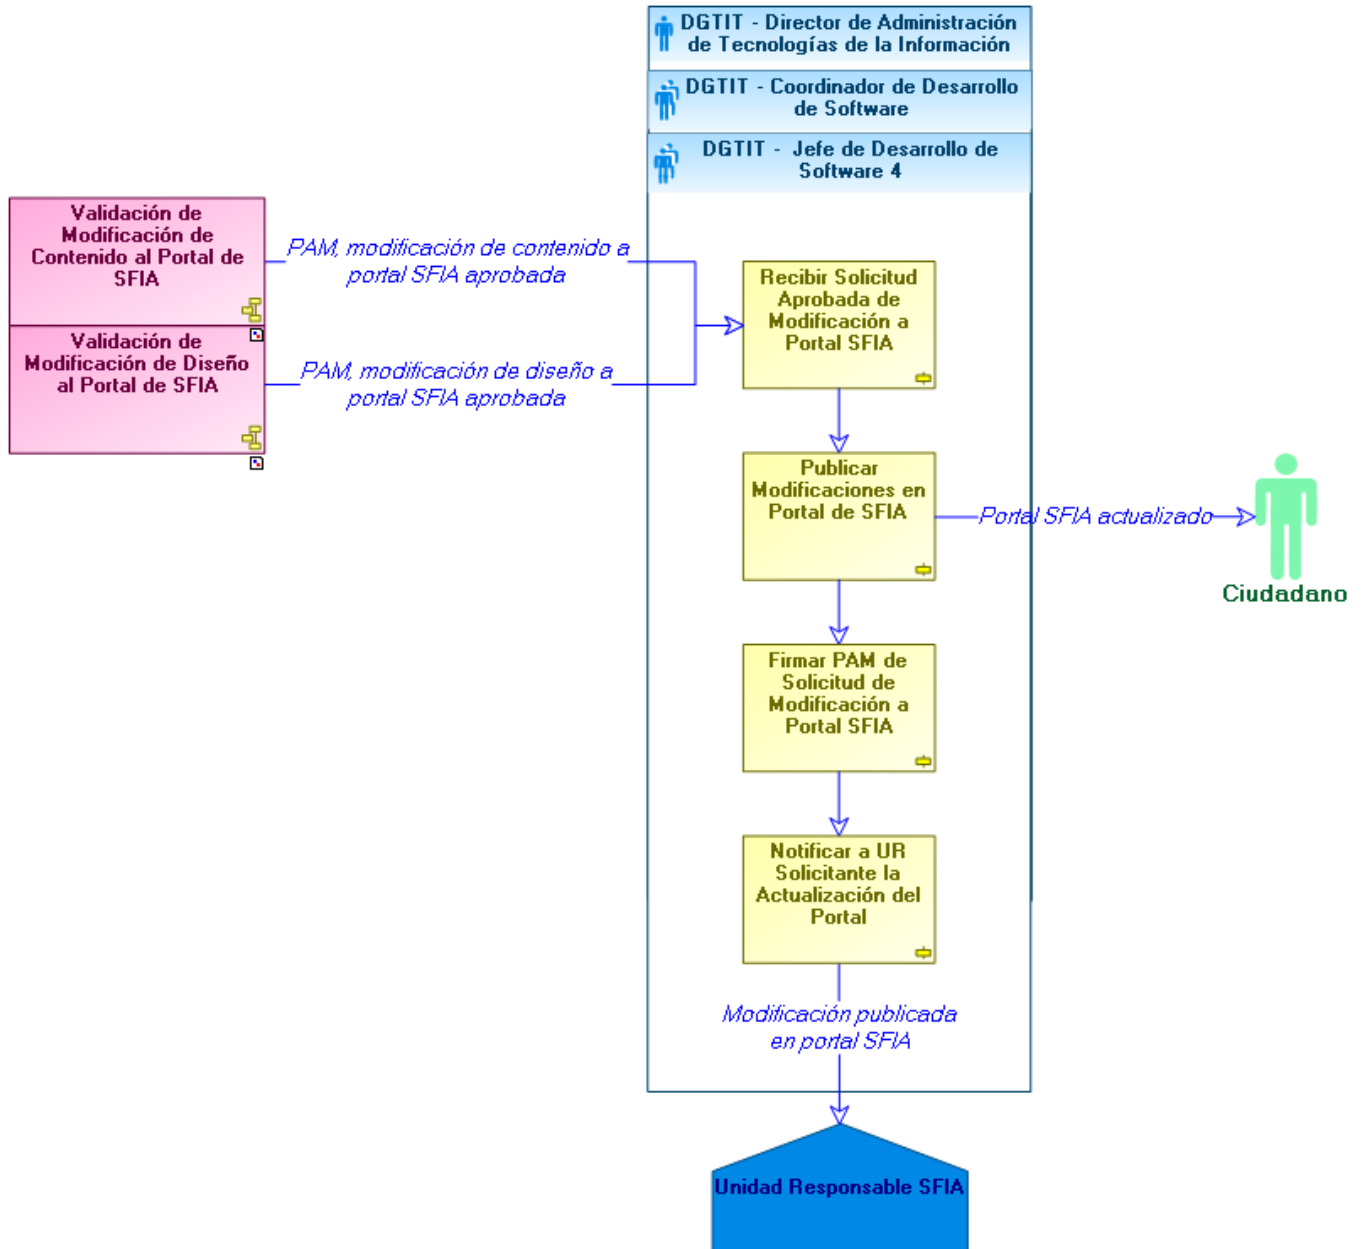 DGTIT - Director de Administración
de Tecnologías de la Información
DGTIT - Coordinador de Desarrollo
de Software
DGTIT - Jefe de Desarrollo de
Software 4
Validación de
Modificación de
Contenido al Portal de
SFIA
PAM, modificación de contenido a
portal SFIA aprobada
Validación de
Modificación de Diseño
al Portal de SFIA
PAM, modificación de diseño a
portal SFIA aprobada
Recibir Solicitud
Aprobada de
Modificación a
Portal SFIA
Publicar
Modificaciones en
Portal de SFIA
Portal SFIA actualizado
Ciudadano
Firmar PAM de
Solicitud de
Modificación a
Portal SFIA
Notificar a UR
Solicitante la
Actualización del
Portal
Modificación publicada
en portal SFIA
Unidad Responsable SFIA